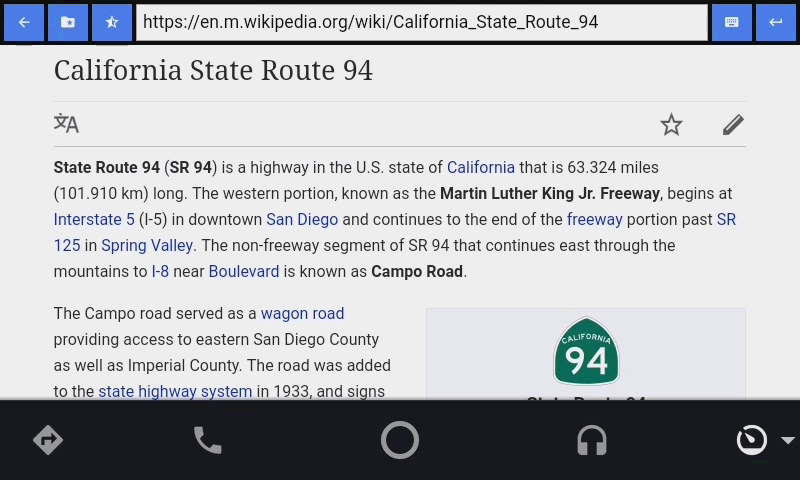 https://en.m.wikipedia.org/wiki/California_State_Route_94
California State Route 94
State Route 94 (SR 94) is a highway in the U.S. state of California that is 63.324 miles
(101.910 km) long. The western portion, known as the Martin Luther King Jr. Freeway, begins at
Interstate 5 (I-5) in downtown San Diego and continues to the end of the freeway portion past SR
125 in Spring Valley. The non-freeway segment of SR 94 that continues east through the
mountains to I-8 near Boulevard is known as Campo Road.
The Campo road served as a wagon road
providing access to eastern San Diego County
as well as Imperial County. The road was added
to the state highway system in 1933, and signs
CALIFORNIA
94
State Route 94